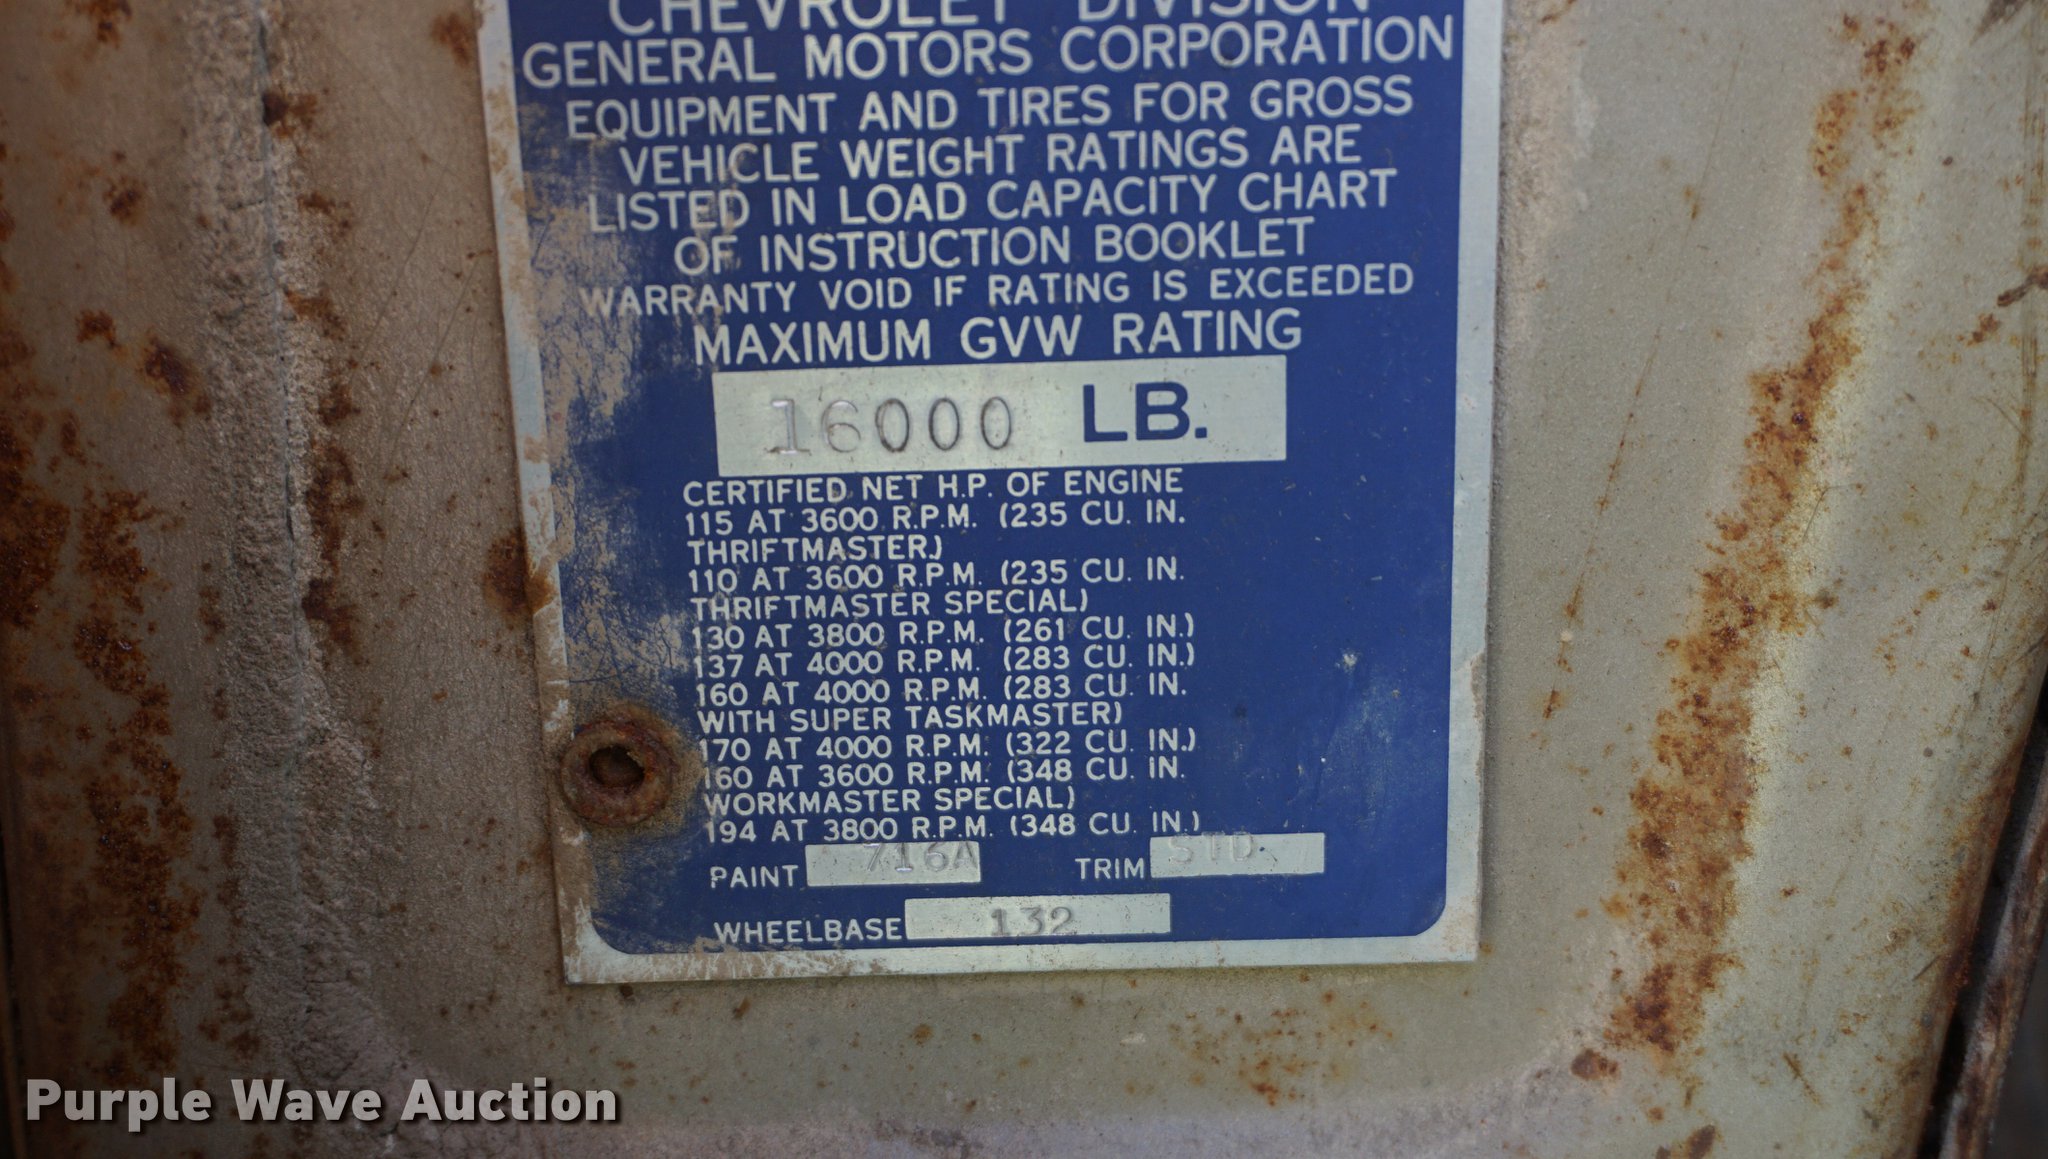 CHEVROLET DIVISION
GENERAL MOTORS CORPORATION
EQUIPMENT AND TIRES FOR GROSS
VEHICLE WEIGHT RATINGS ARE
LISTED IN LOAD CAPACITY CHART
OF INSTRUCTION BOOKLET
WARRANTY VOID IF RATING IS EXCEEDED
MAXIMUM GVW RATING
16000 LB.
CERTIFIED NET H.P. OF ENGINE
115 AT 3600 R.P.M. (235 CU. IN.
THRIFTMASTER)
110 AT 3600 R.P.M. (235 CU. IN.
THRIFTMASTER SPECIAL)
130 AT 3800 R.P.M. (261 CU. IN.)
137 AT 4000 R.P.M. (283 CU. IN.)
160 AT 4000 R.P.M. (283 CU. IN.
WITH SUPER TASKMASTER)
170 AT 4000 R.P.M. (322 CU. IN.)
160 AT 3600 R.P.M. (348 CU. IN.
WORKMASTER SPECIAL)
194 AT 3800 R.P.M. (348 CU. IN.)
PAINT 716A TRIM STD.
WHEELBASE 132
Purple Wave Auction